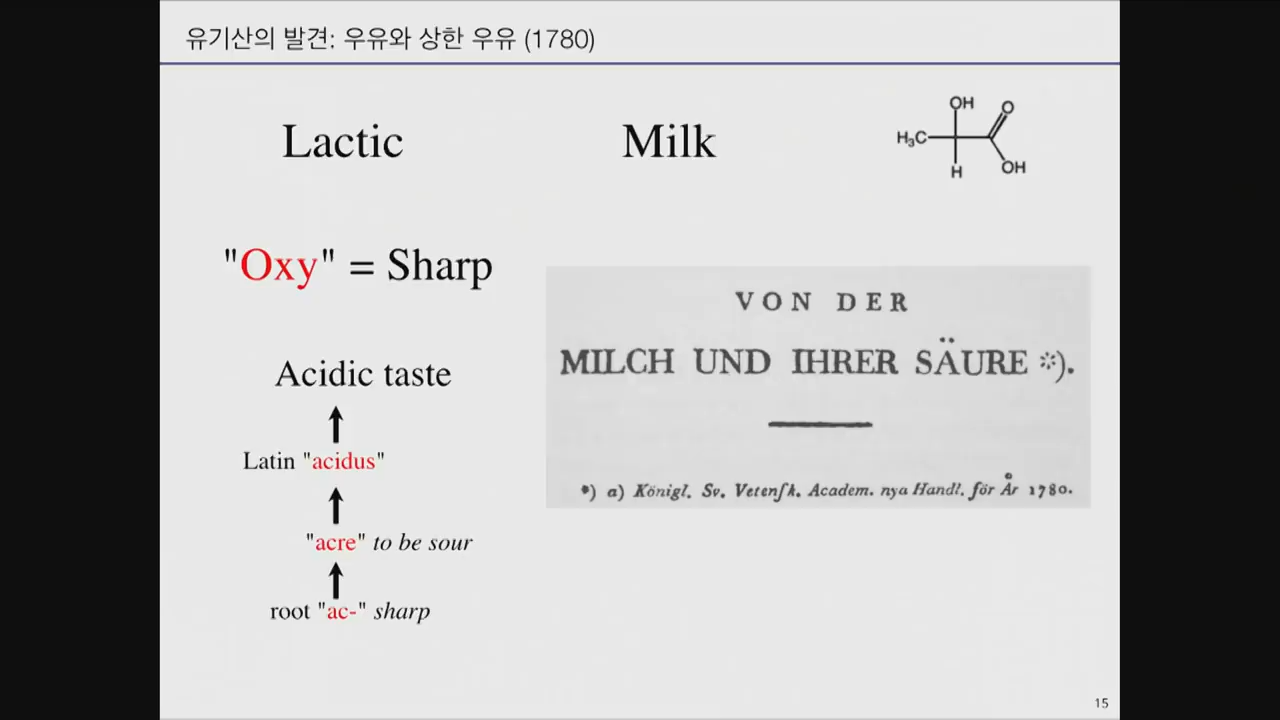 유기산의 발견: 우유와 상한 우유 (1780)
Lactic
Milk
OH
O
H₃C
H
OH
"Oxy" = Sharp
VON DER
MILCH UND IHRER SÄURE *).
*) a) Königl. Sv. Vetenſk. Academ. nya Handl. för År 1780.
Acidic taste
Latin "acidus"
"acre" to be sour
root "ac-" sharp
15